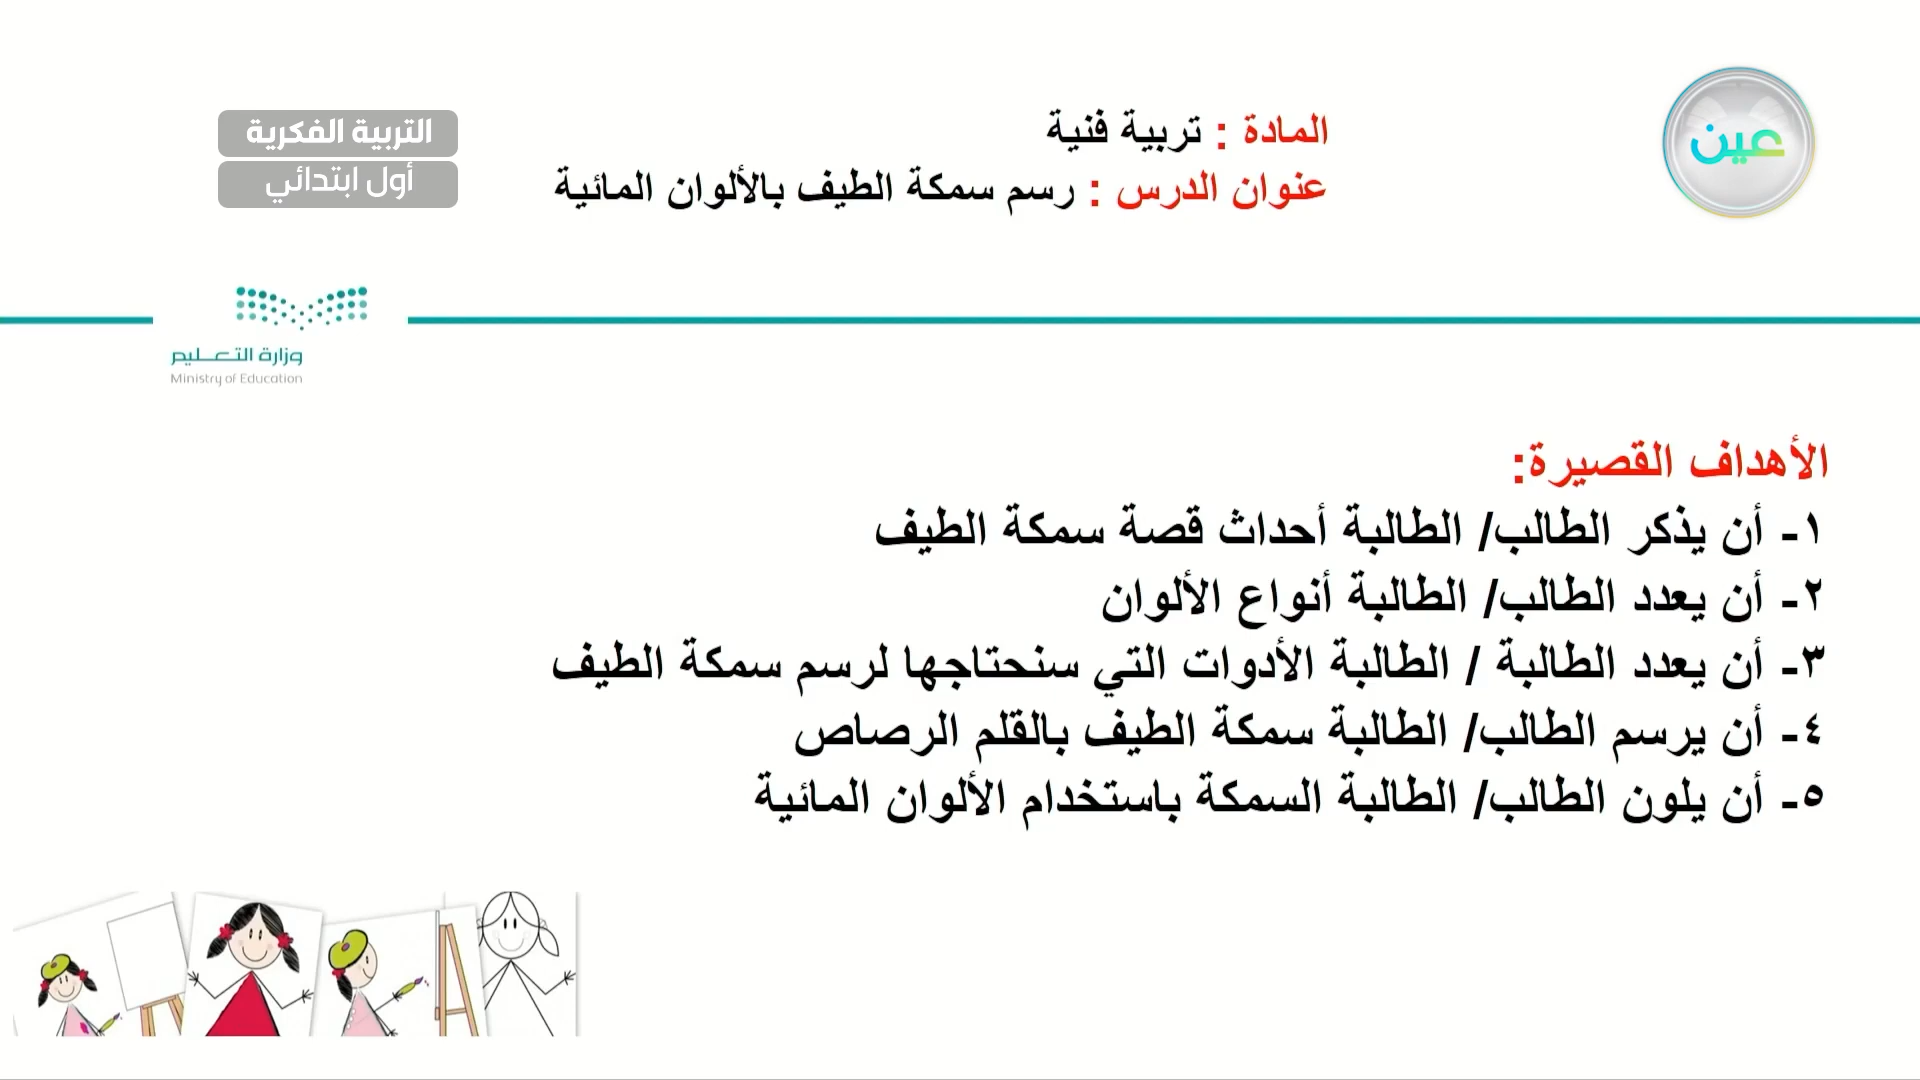 عين
المادة : تربية فنية
عنوان الدرس : رسم سمكة الطيف بالألوان المائية
التربية الفكرية
أول ابتدائي
وزارة التعليم
Ministry of Education
الأهداف القصيرة:
١- أن يذكر الطالب/ الطالبة أحداث قصة سمكة الطيف
٢- أن يعدد الطالب/ الطالبة أنواع الألوان
٣- أن يعدد الطالبة / الطالبة الأدوات التي سنحتاجها لرسم سمكة الطيف
٤- أن يرسم الطالب/ الطالبة سمكة الطيف بالقلم الرصاص
٥- أن يلون الطالب/ الطالبة السمكة باستخدام الألوان المائية